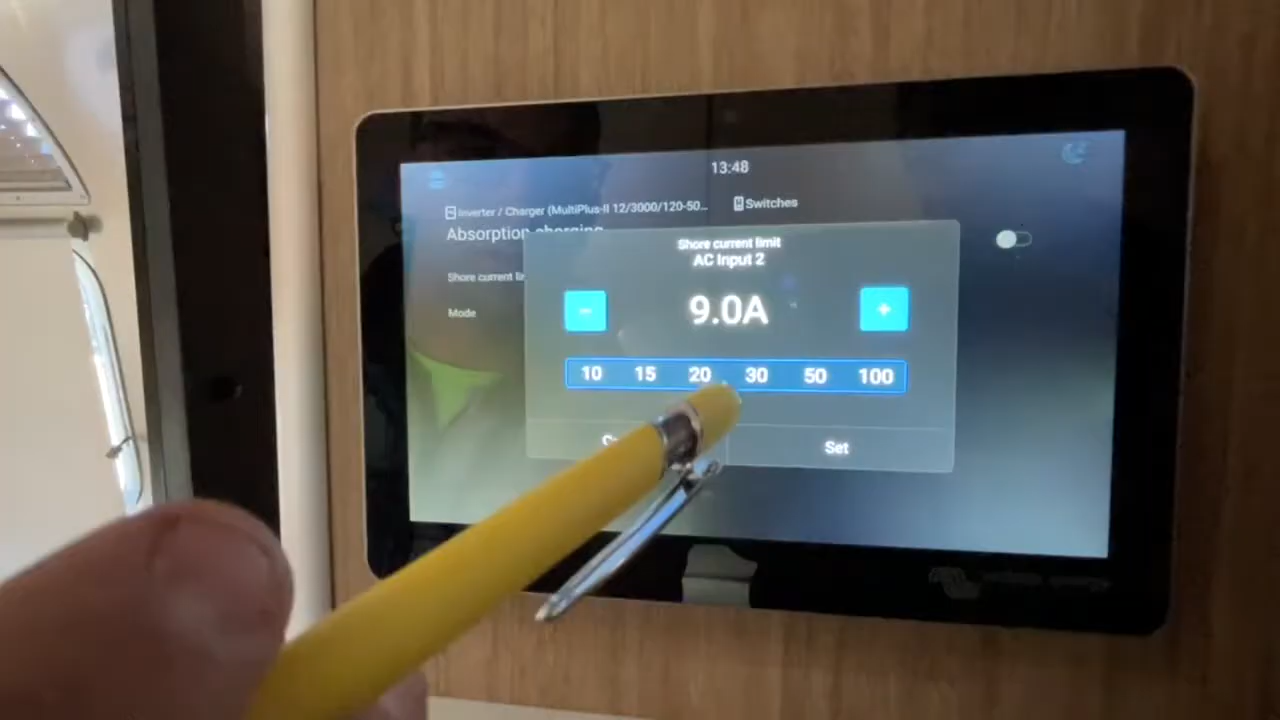 13:48
Inverter / Charger (MultiPlus-II 12/3000/120-50...
Switches
Absorption charging
Shore current limit
AC Input 2
Shore current li
Mode
- 9.0A +
10 15 20 30 50 100
Set